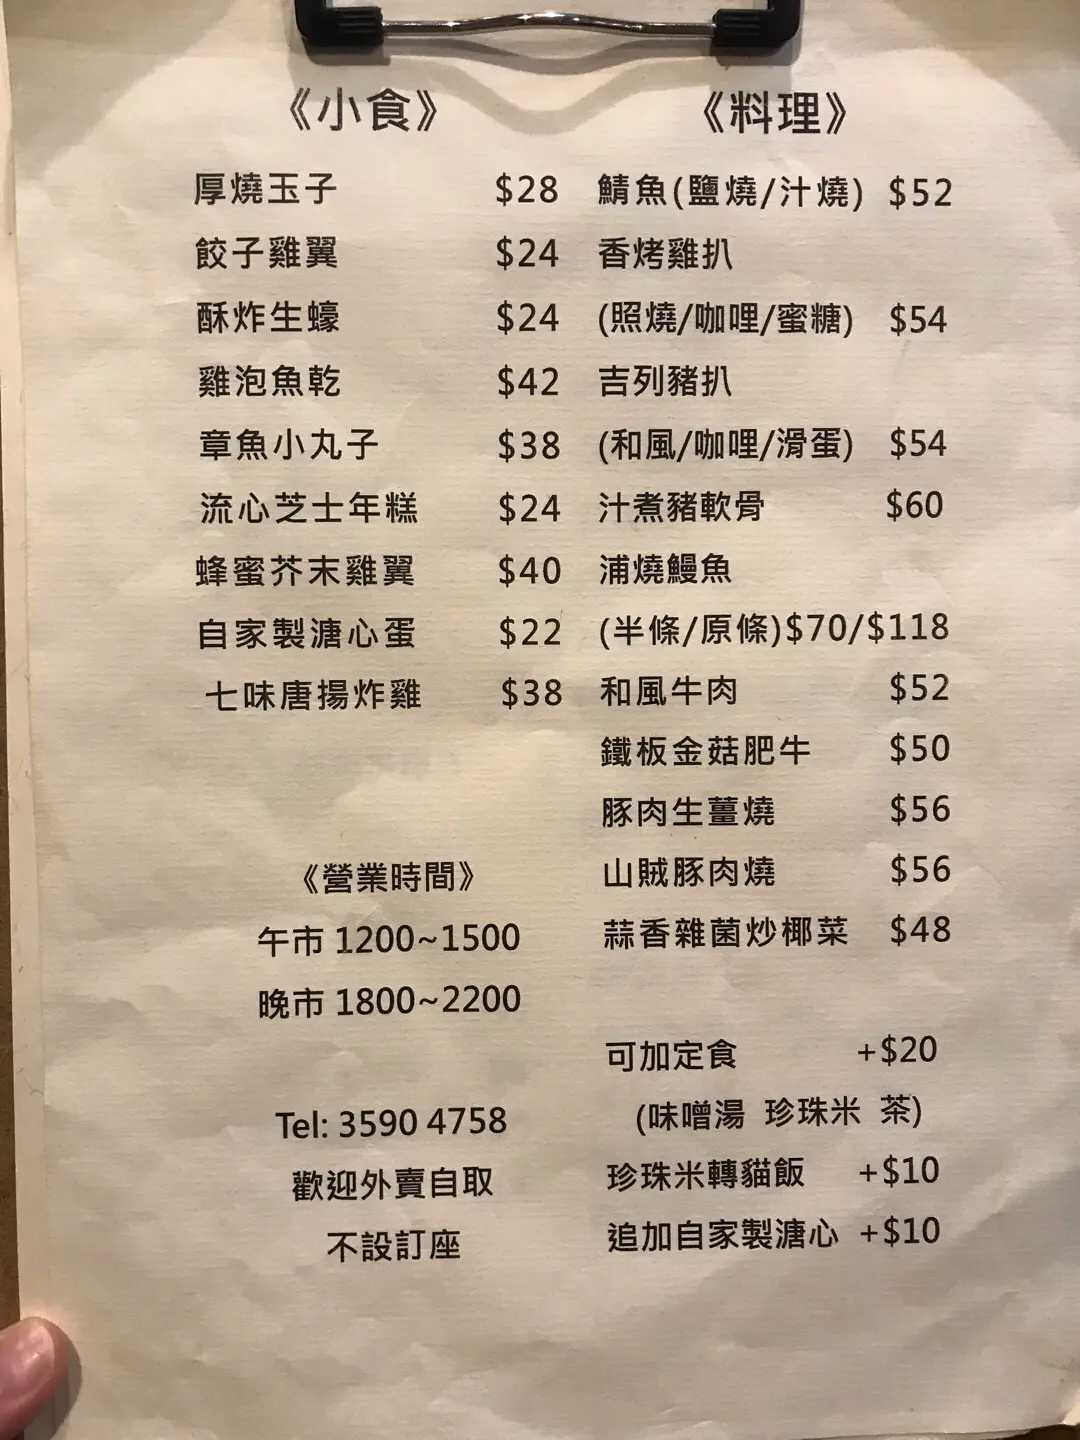 《小食》
厚燒玉子 $28
餃子雞翼 $24
酥炸生蠔 $24
雞泡魚乾 $42
章魚小丸子 $38
流心芝士年糕 $24
蜂蜜芥末雞翼 $40
自家製溏心蛋 $22
七味唐揚炸雞 $38
《營業時間》
午市 1200~1500
晚市 1800~2200
Tel: 3590 4758
歡迎外賣自取
不設訂座
《料理》
鯖魚(鹽燒/汁燒) $52
香烤雞扒
(照燒/咖哩/蜜糖) $54
吉列豬扒
(和風/咖哩/滑蛋) $54
汁煮豬軟骨 $60
浦燒鰻魚
(半條/原條)$70/$118
和風牛肉 $52
鐵板金菇肥牛 $50
豚肉生薑燒 $56
山賊豚肉燒 $56
蒜香雜菌炒椰菜 $48
可加定食 +$20
(味噌湯 珍珠米 茶)
珍珠米轉貓飯 +$10
追加自家製溏心 +$10